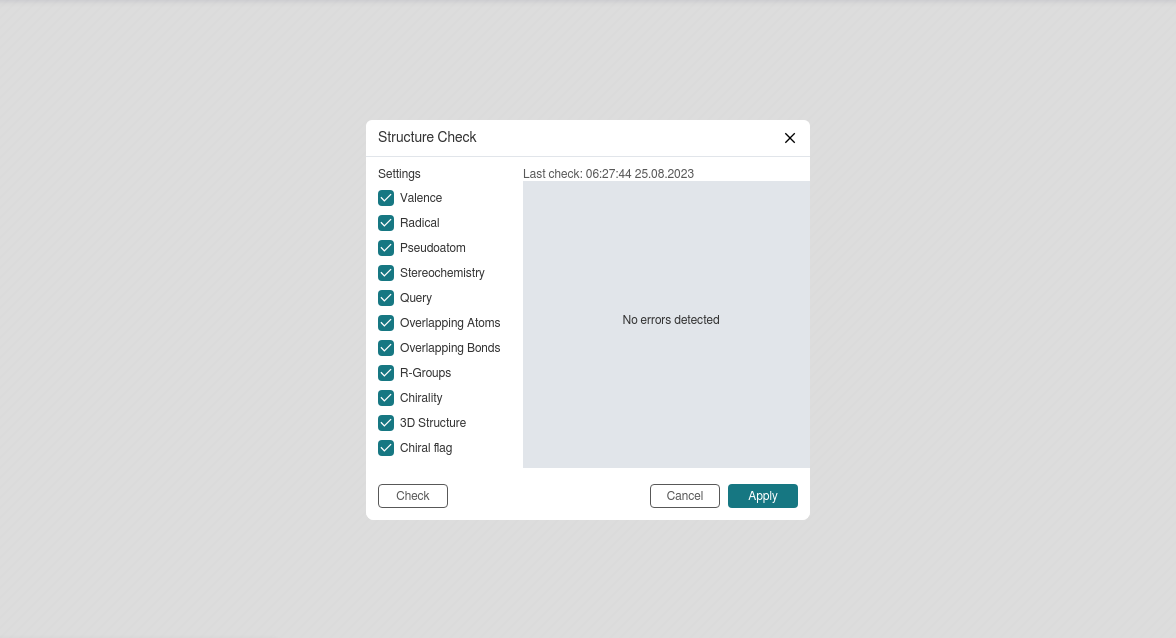 Structure Check
Settings
Last check: 06:27:44 25.08.2023
Valence
Radical
Pseudoatom
Stereochemistry
Query
Overlapping Atoms
Overlapping Bonds
R-Groups
Chirality
3D Structure
Chiral flag
No errors detected
Check
Cancel
Apply